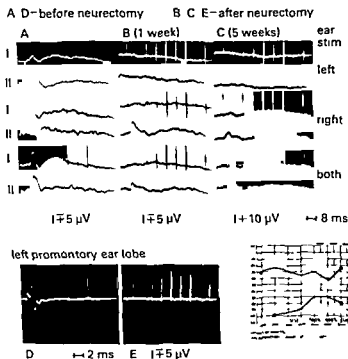 A D–before neurectomy B C E–after neurectomy
ear
stim
A B (1 week) C (5 weeks)
I
left
II
I
right
II
I
both
II
I∓5 µV I∓5 µV I+10 µV ↦ 8 ms
left promontory ear lobe
D ↦ 2 ms E I∓5 µV